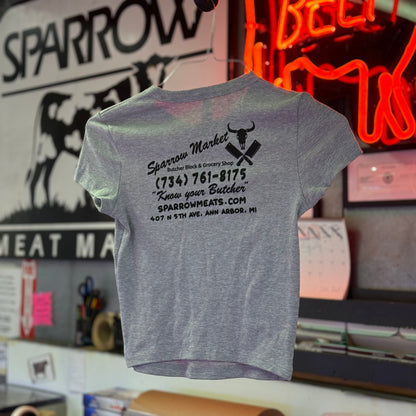 SPARROW
MEAT MA
BEL
Sparrow Market
Butcher Block & Grocery Shop
(734) 761-8175
"Know your Butcher"
SPARROWMEATS.COM
407 N 5TH AVE. ANN ARBOR, MI